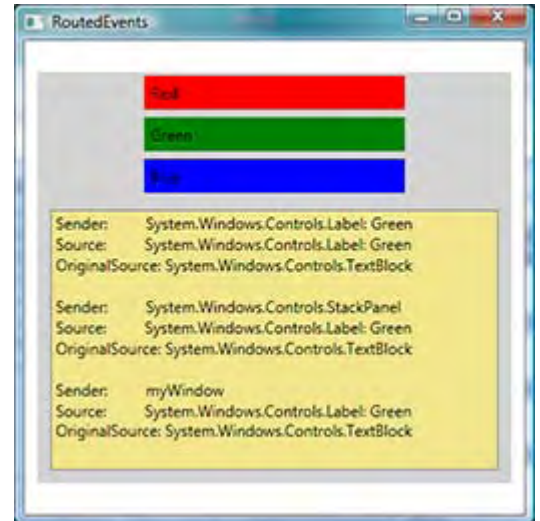 RoutedEvents
Red
Green
Blue
Sender: System.Windows.Controls.Label: Green
Source: System.Windows.Controls.Label: Green
OriginalSource: System.Windows.Controls.TextBlock
Sender: System.Windows.Controls.StackPanel
Source: System.Windows.Controls.Label: Green
OriginalSource: System.Windows.Controls.TextBlock
Sender: myWindow
Source: System.Windows.Controls.Label: Green
OriginalSource: System.Windows.Controls.TextBlock